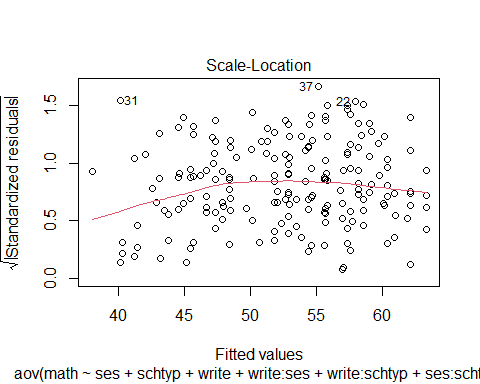 Scale-Location
√|Standardized residuals|
1.5
1.0
0.5
0.0
31
37
22
40 45 50 55 60
Fitted values
aov(math ~ ses + schtyp + write + write:ses + write:schtyp + ses:scht